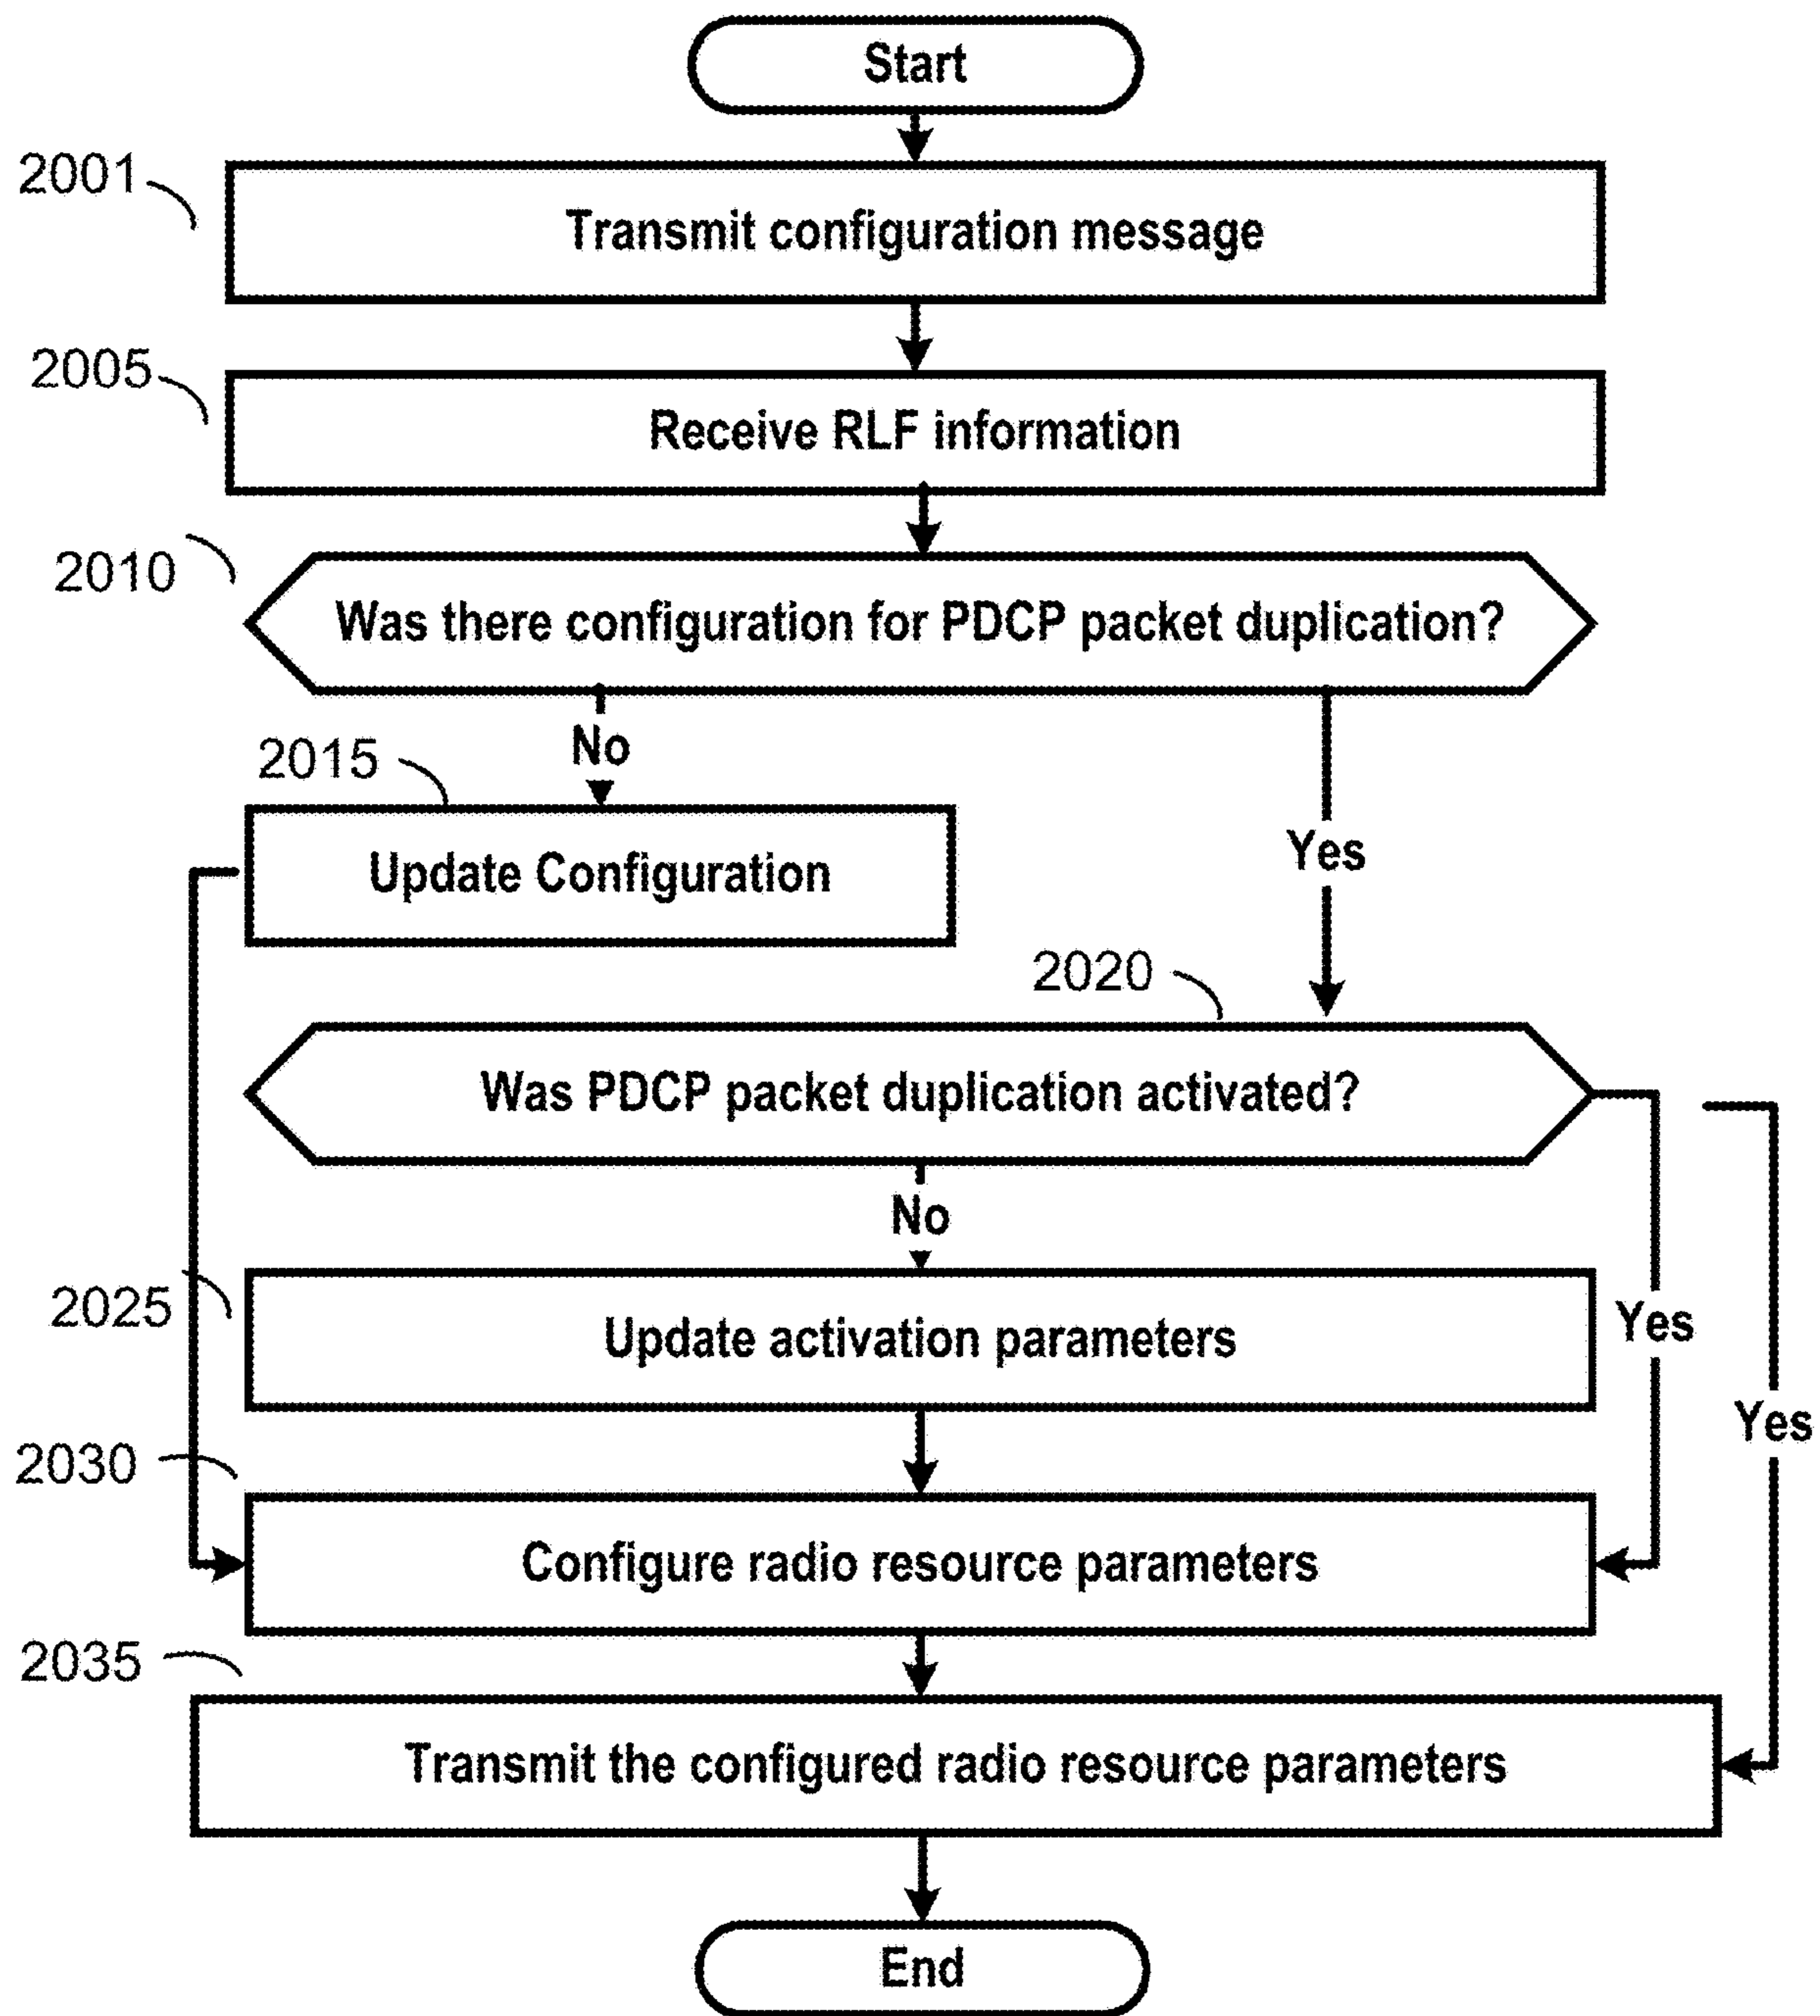 Start
2001
Transmit configuration message
2005
Receive RLF information
2010
Was there configuration for PDCP packet duplication?
No
2015
Update Configuration
Yes
2020
Was PDCP packet duplication activated?
No
2025
Update activation parameters
Yes
Yes
2030
Configure radio resource parameters
2035
Transmit the configured radio resource parameters
End